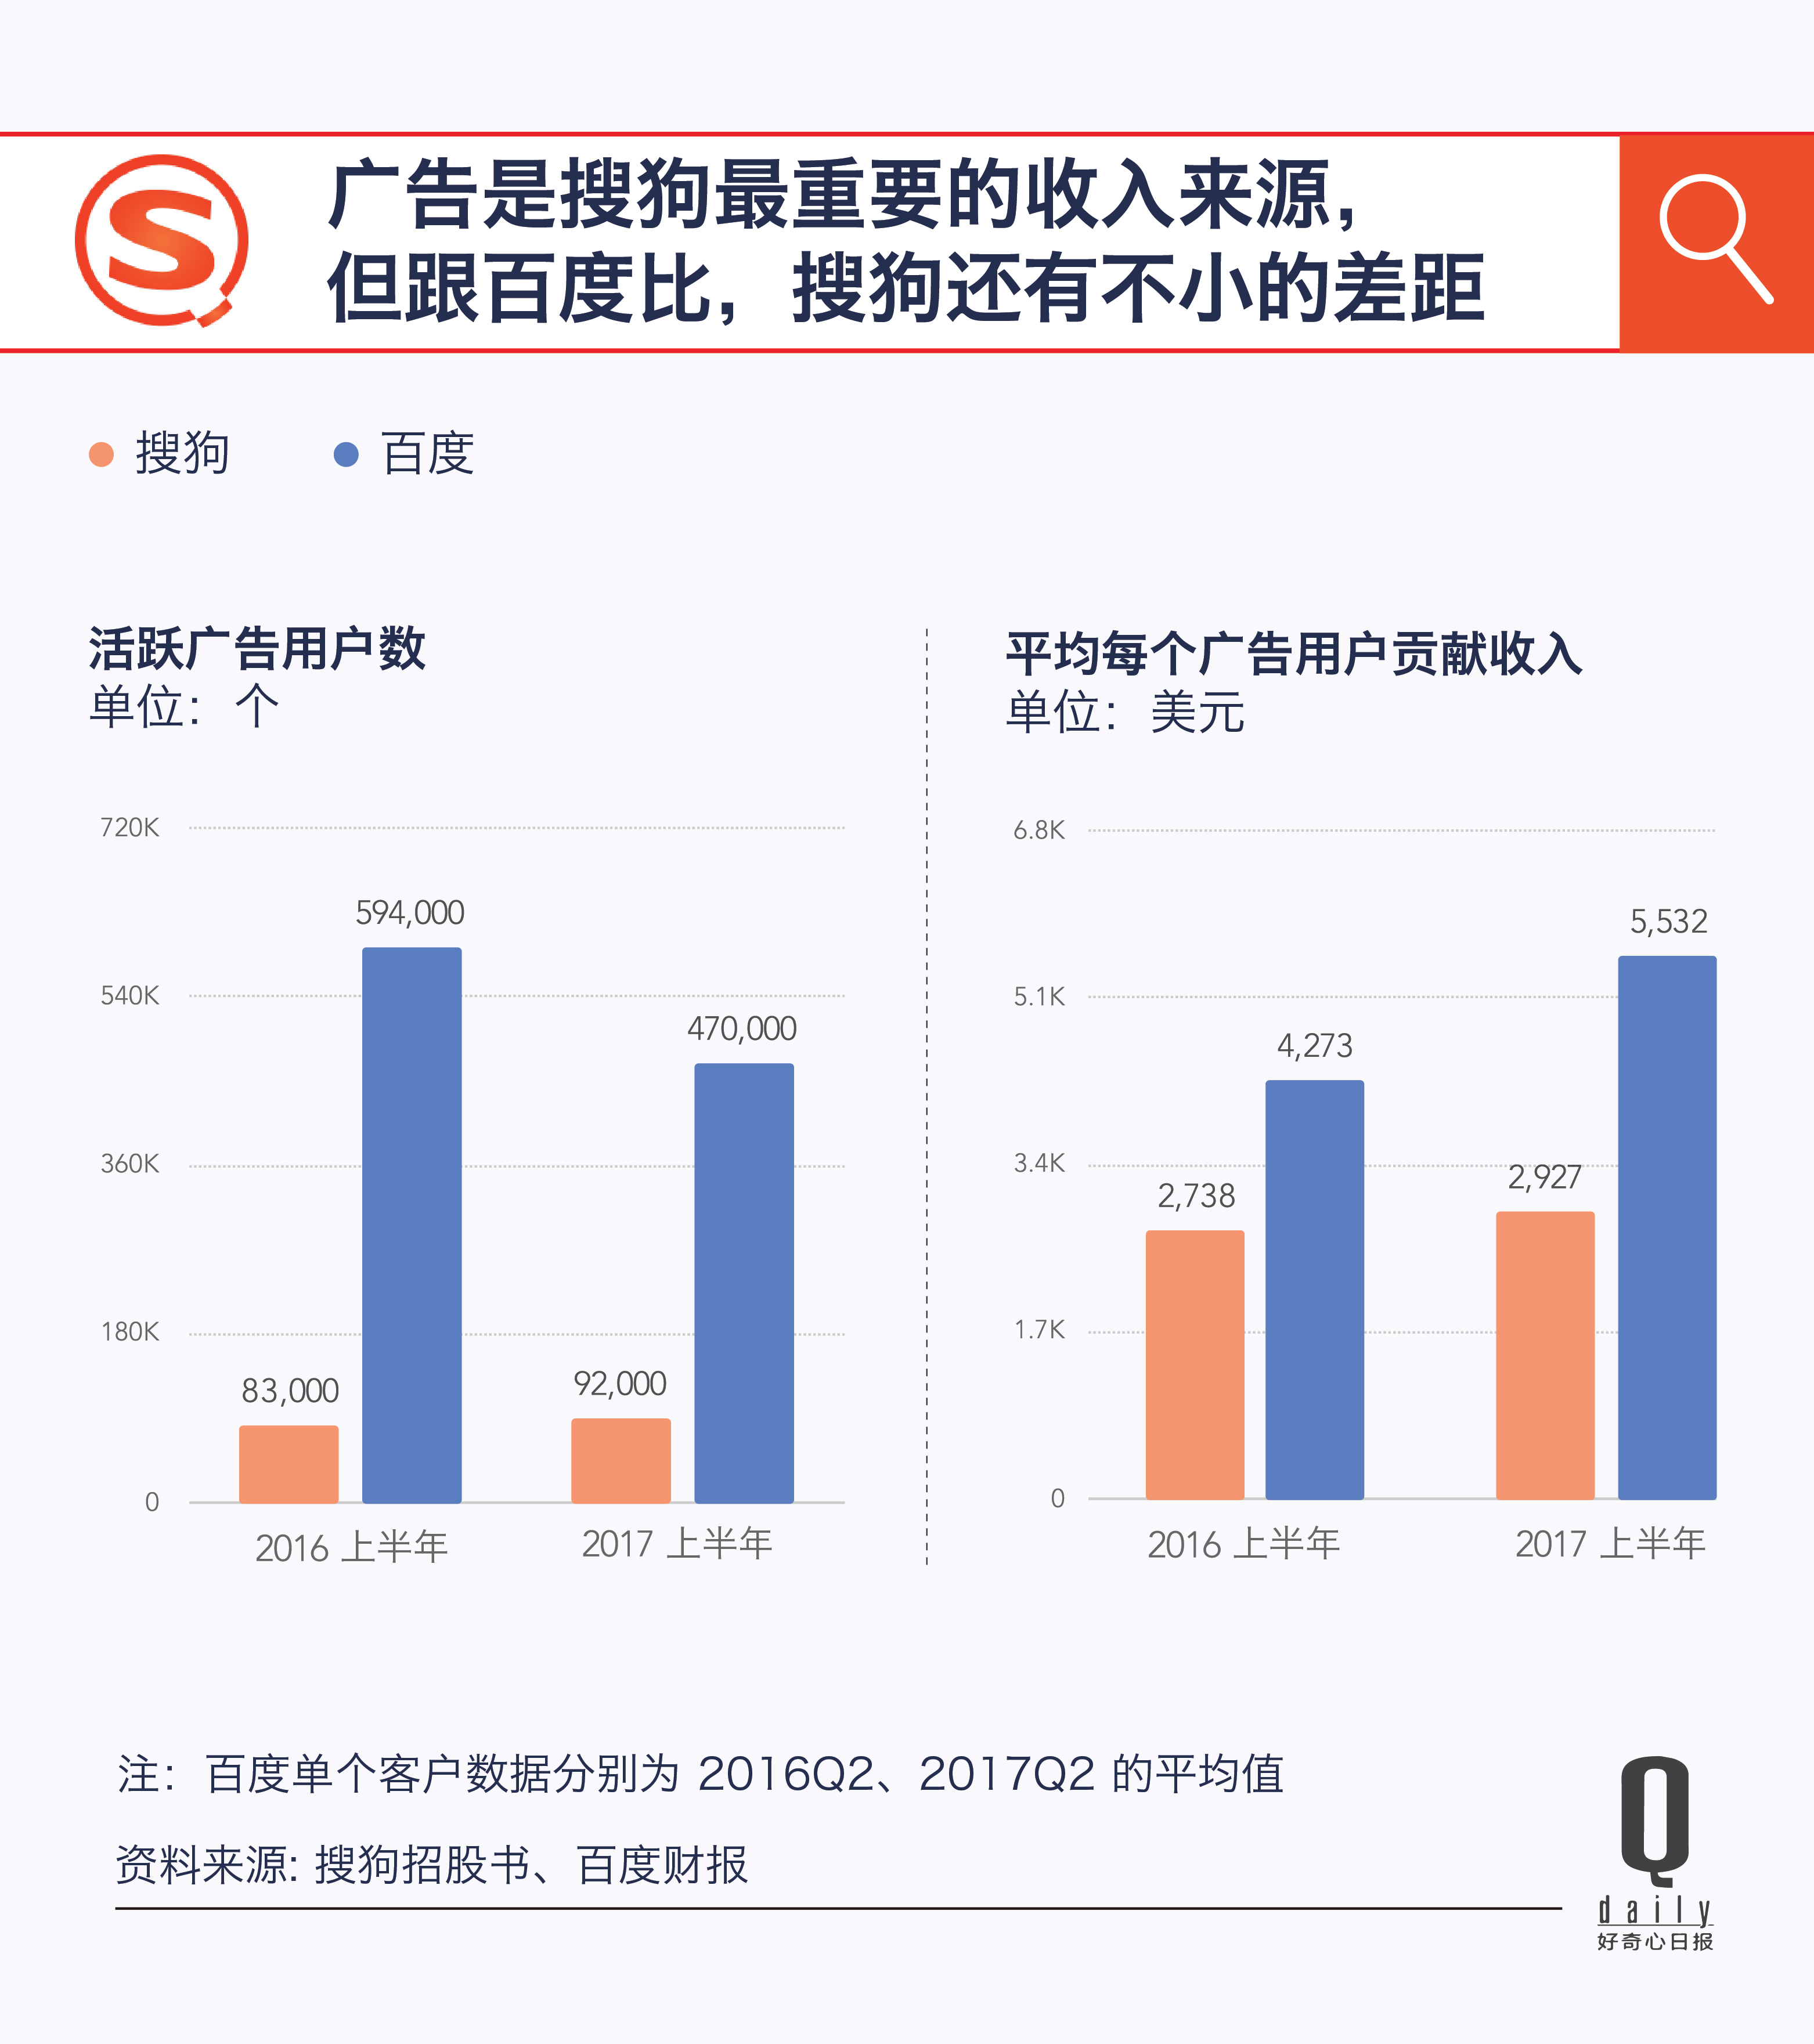 广告是搜狗最重要的收入来源，
但跟百度比，搜狗还有不小的差距
搜狗
百度
活跃广告用户数
单位：个
720K
540K
360K
180K
0
594,000
470,000
83,000
92,000
2016 上半年
2017 上半年
平均每个广告用户贡献收入
单位：美元
6.8K
5.1K
3.4K
1.7K
0
5,532
4,273
2,738
2,927
2016 上半年
2017 上半年
注：百度单个客户数据分别为 2016Q2、2017Q2 的平均值
资料来源: 搜狗招股书、百度财报
Q
daily
好奇心日报